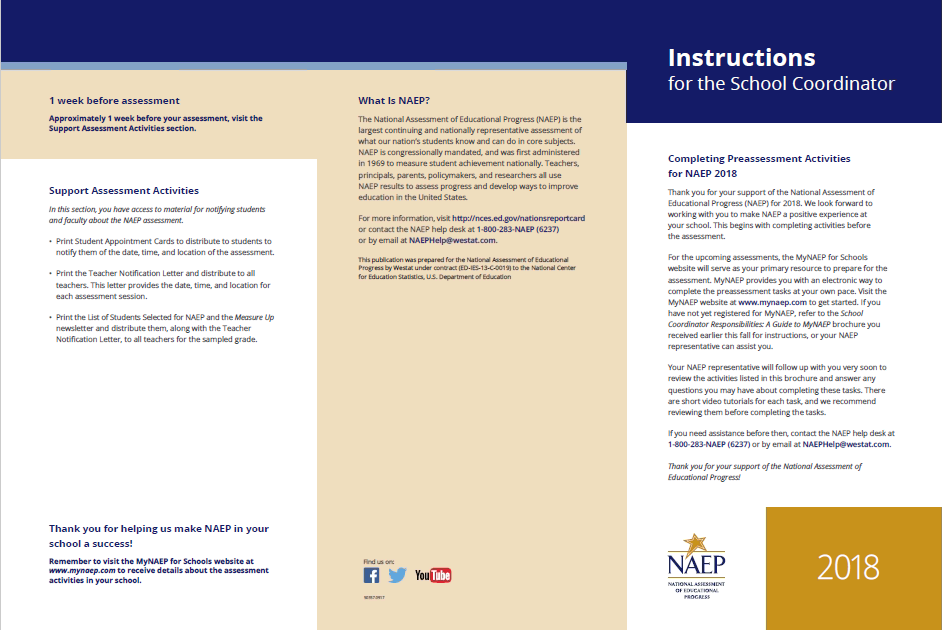 1 week before assessment
Approximately 1 week before your assessment, visit the
Support Assessment Activities section.
Support Assessment Activities
In this section, you have access to material for notifying students
and faculty about the NAEP assessment.
• Print Student Appointment Cards to distribute to students to
notify them of the date, time, and location of the assessment.
• Print the Teacher Notification Letter and distribute to all
teachers. This letter provides the date, time, and location for
each assessment session.
• Print the List of Students Selected for NAEP and the Measure Up
newsletter and distribute them, along with the Teacher
Notification Letter, to all teachers for the sampled grade.
Thank you for helping us make NAEP in your
school a success!
Remember to visit the MyNAEP for Schools website at
www.mynaep.com to receive details about the assessment
activities in your school.
What Is NAEP?
The National Assessment of Educational Progress (NAEP) is the
largest continuing and nationally representative assessment of
what our nation's students know and can do in core subjects.
NAEP is congressionally mandated, and was first administered
in 1969 to measure student achievement nationally. Teachers,
principals, parents, policymakers, and researchers all use
NAEP results to assess progress and develop ways to improve
education in the United States.
For more information, visit http://nces.ed.gov/nationsreportcard
or contact the NAEP help desk at 1-800-283-NAEP (6237)
or by email at NAEPHelp@westat.com.
This publication was prepared for the National Assessment of Educational
Progress by Westat under contract (ED-IES-13-C-0019) to the National Center
for Education Statistics, U.S. Department of Education
Find us on:
f YouTube
Instructions
for the School Coordinator
Completing Preassessment Activities
for NAEP 2018
Thank you for your support of the National Assessment of
Educational Progress (NAEP) for 2018. We look forward to
working with you to make NAEP a positive experience at
your school. This begins with completing activities before
the assessment.
For the upcoming assessments, the MyNAEP for Schools
website will serve as your primary resource to prepare for the
assessment. MyNAEP provides you with an electronic way to
complete the preassessment tasks at your own pace. Visit the
MyNAEP website at www.mynaep.com to get started. If you
have not yet registered for MyNAEP, refer to the School
Coordinator Responsibilities: A Guide to MyNAEP brochure you
received earlier this fall for instructions, or your NAEP
representative can assist you.
Your NAEP representative will follow up with you very soon to
review the activities listed in this brochure and answer any
questions you may have about completing these tasks. There
are short video tutorials for each task, and we recommend
reviewing them before completing the tasks.
If you need assistance before then, contact the NAEP help desk at
1-800-283-NAEP (6237) or by email at NAEPHelp@westat.com.
Thank you for your support of the National Assessment of
Educational Progress!
NAEP
NATIONAL ASSESSMENT
OF EDUCATIONAL
PROGRESS
2018